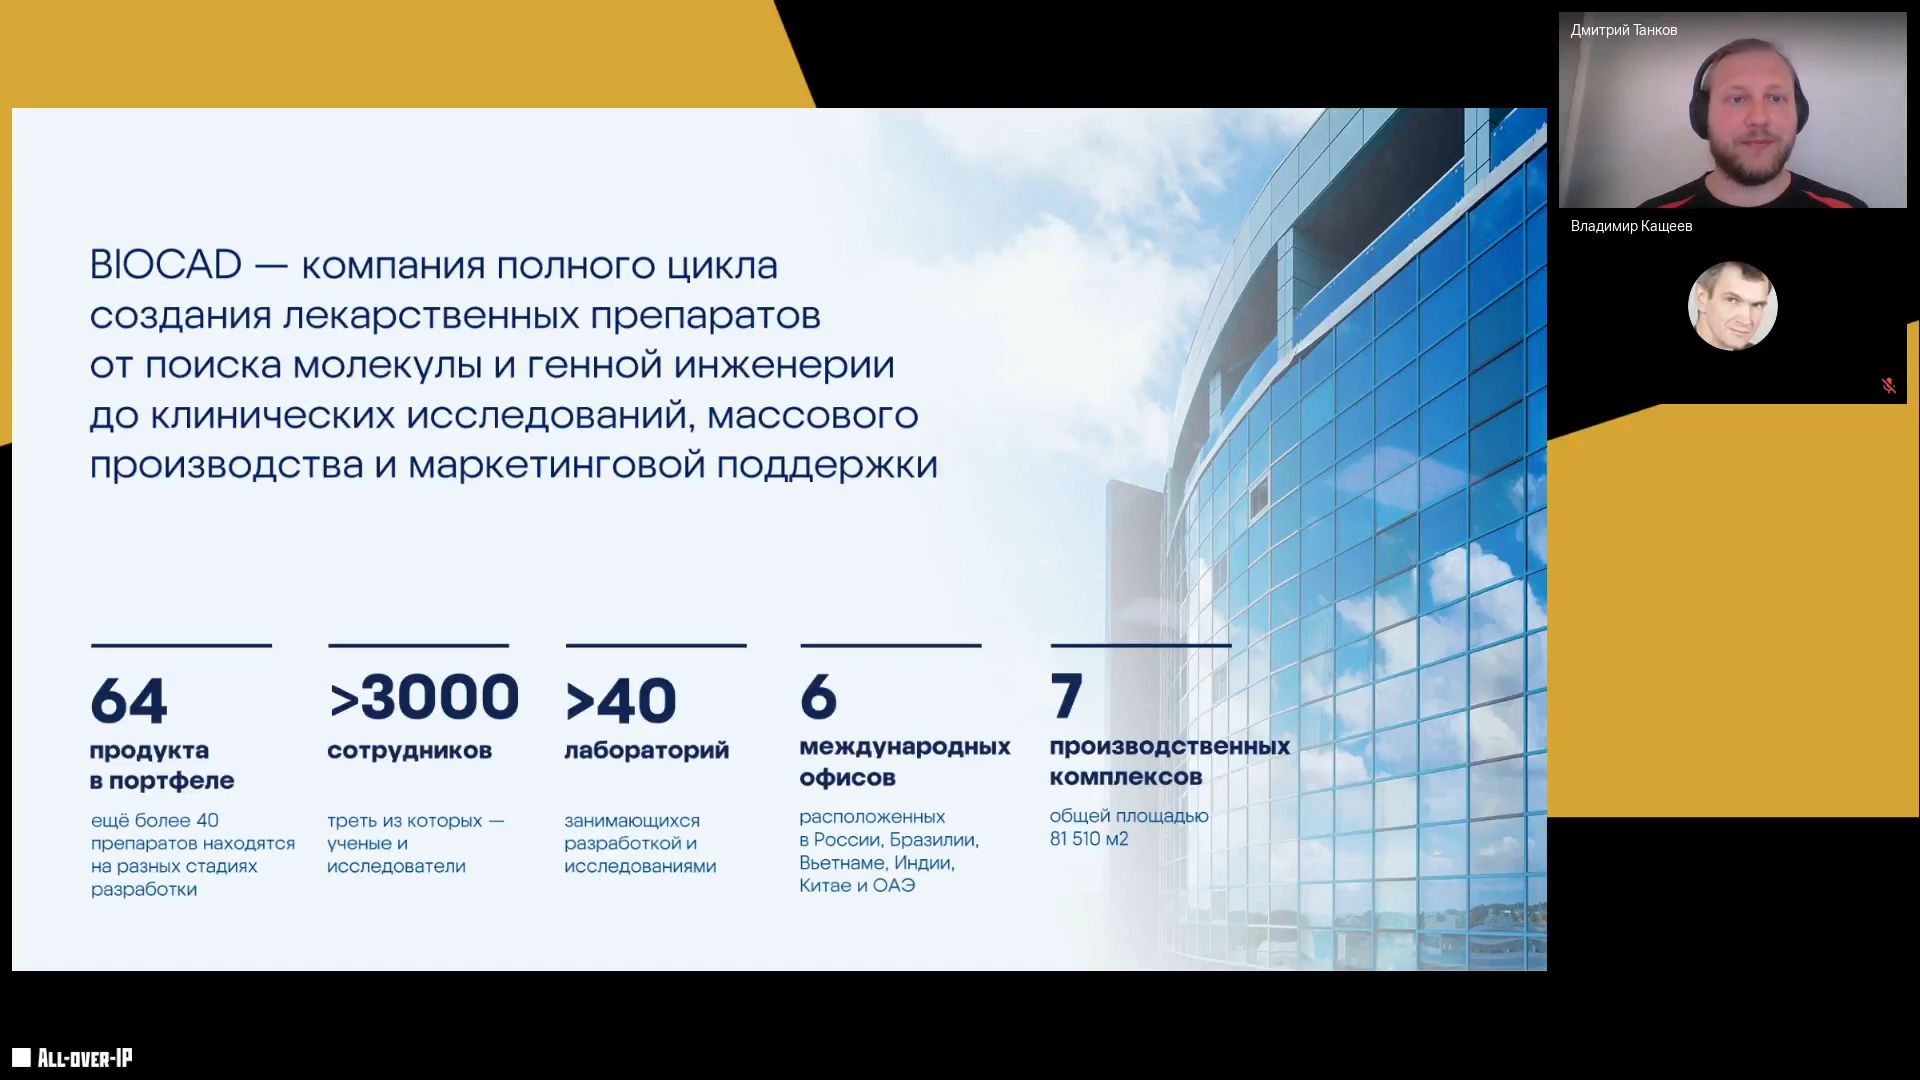 Дмитрий Танков
Владимир Кащеев
BIOCAD — компания полного цикла
создания лекарственных препаратов
от поиска молекулы и генной инженерии
до клинических исследований, массового
производства и маркетинговой поддержки
64
продукта
в портфеле
ещё более 40
препаратов находятся
на разных стадиях
разработки
>3000
сотрудников
треть из которых —
ученые и
исследователи
>40
лабораторий
занимающихся
разработкой и
исследованиями
6
международных
офисов
расположенных
в России, Бразилии,
Вьетнаме, Индии,
Китае и ОАЭ
7
производственных
комплексов
общей площадью
81 510 м2
ALL-OVER-IP